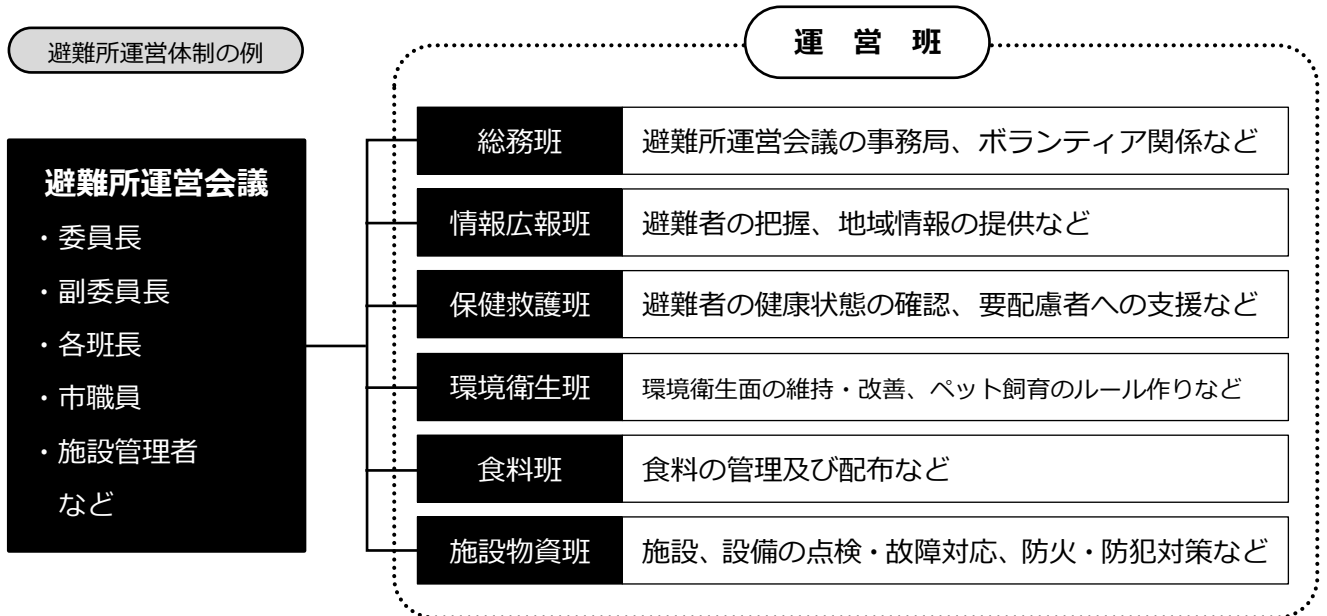 避難所運営体制の例
運 営 班
避難所運営会議
・委員長
・副委員長
・各班長
・市職員
・施設管理者
など
総務班 避難所運営会議の事務局、ボランティア関係など
情報広報班 避難者の把握、地域情報の提供など
保健救護班 避難者の健康状態の確認、要配慮者への支援など
環境衛生班 環境衛生面の維持・改善、ペット飼育のルール作りなど
食料班 食料の管理及び配布など
施設物資班 施設、設備の点検・故障対応、防火・防犯対策など